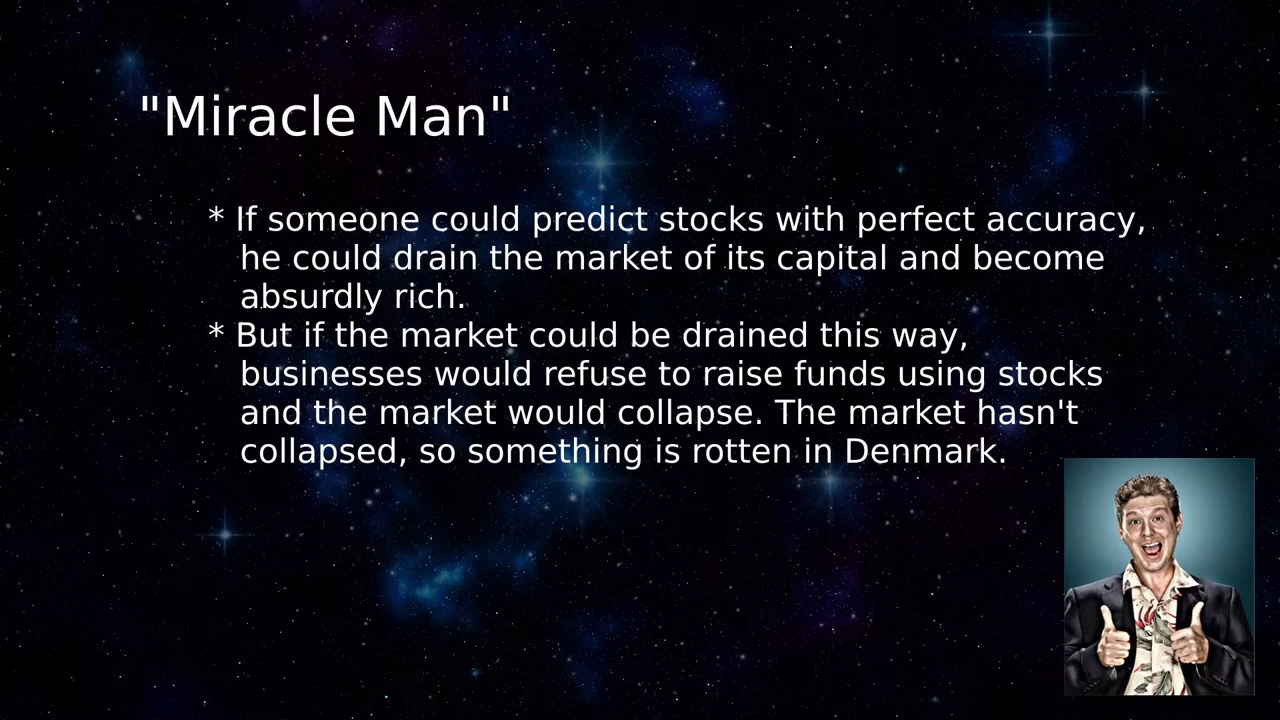 "Miracle Man"
* If someone could predict stocks with perfect accuracy,
he could drain the market of its capital and become
absurdly rich.
* But if the market could be drained this way,
businesses would refuse to raise funds using stocks
and the market would collapse. The market hasn't
collapsed, so something is rotten in Denmark.